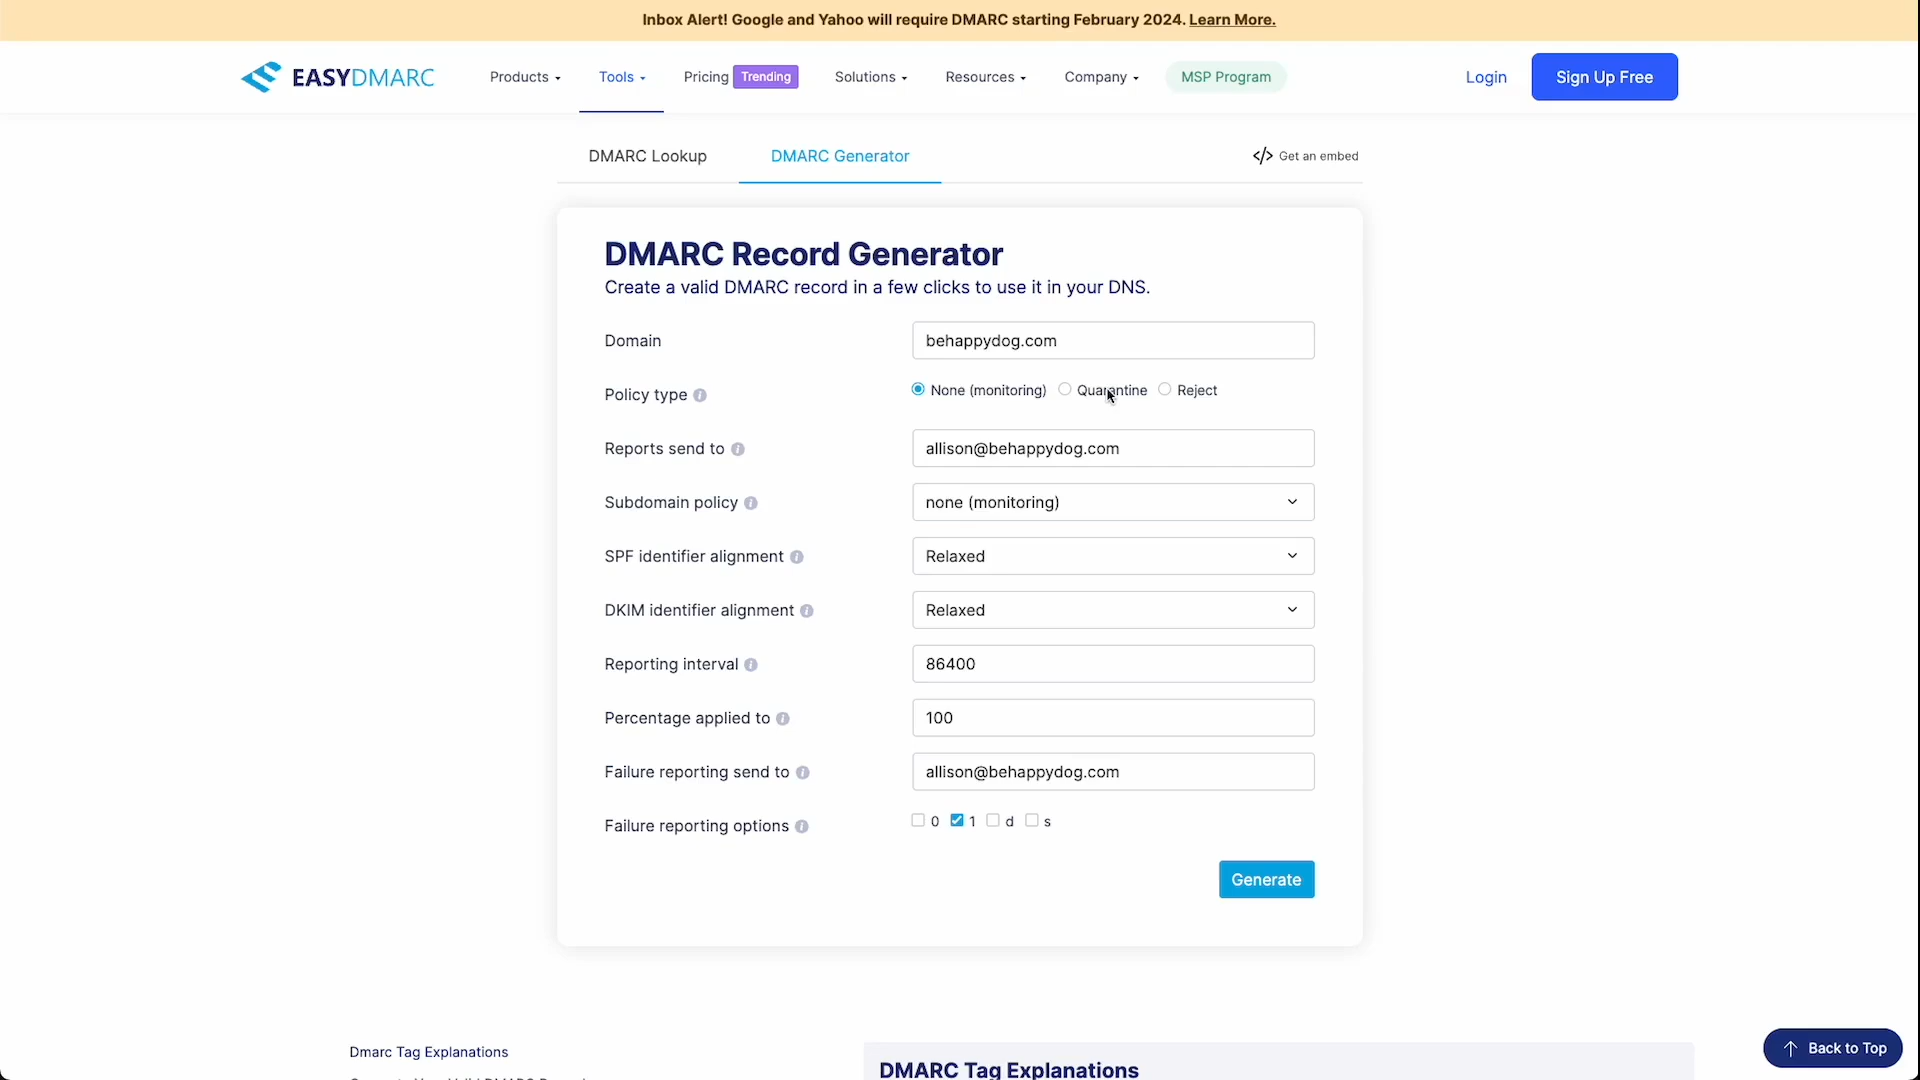 Inbox Alert! Google and Yahoo will require DMARC starting February 2024. Learn More.
EASYDMARC
Products
Tools
Pricing Trending
Solutions
Resources
Company
MSP Program
Login
Sign Up Free
DMARC Lookup
DMARC Generator
</> Get an embed
DMARC Record Generator
Create a valid DMARC record in a few clicks to use it in your DNS.
Domain
behappydog.com
Policy type
None (monitoring) Quarantine Reject
Reports send to
allison@behappydog.com
Subdomain policy
none (monitoring)
SPF identifier alignment
Relaxed
DKIM identifier alignment
Relaxed
Reporting interval
86400
Percentage applied to
100
Failure reporting send to
allison@behappydog.com
Failure reporting options
0 1 d s
Generate
Dmarc Tag Explanations
DMARC Tag Explanations
Back to Top